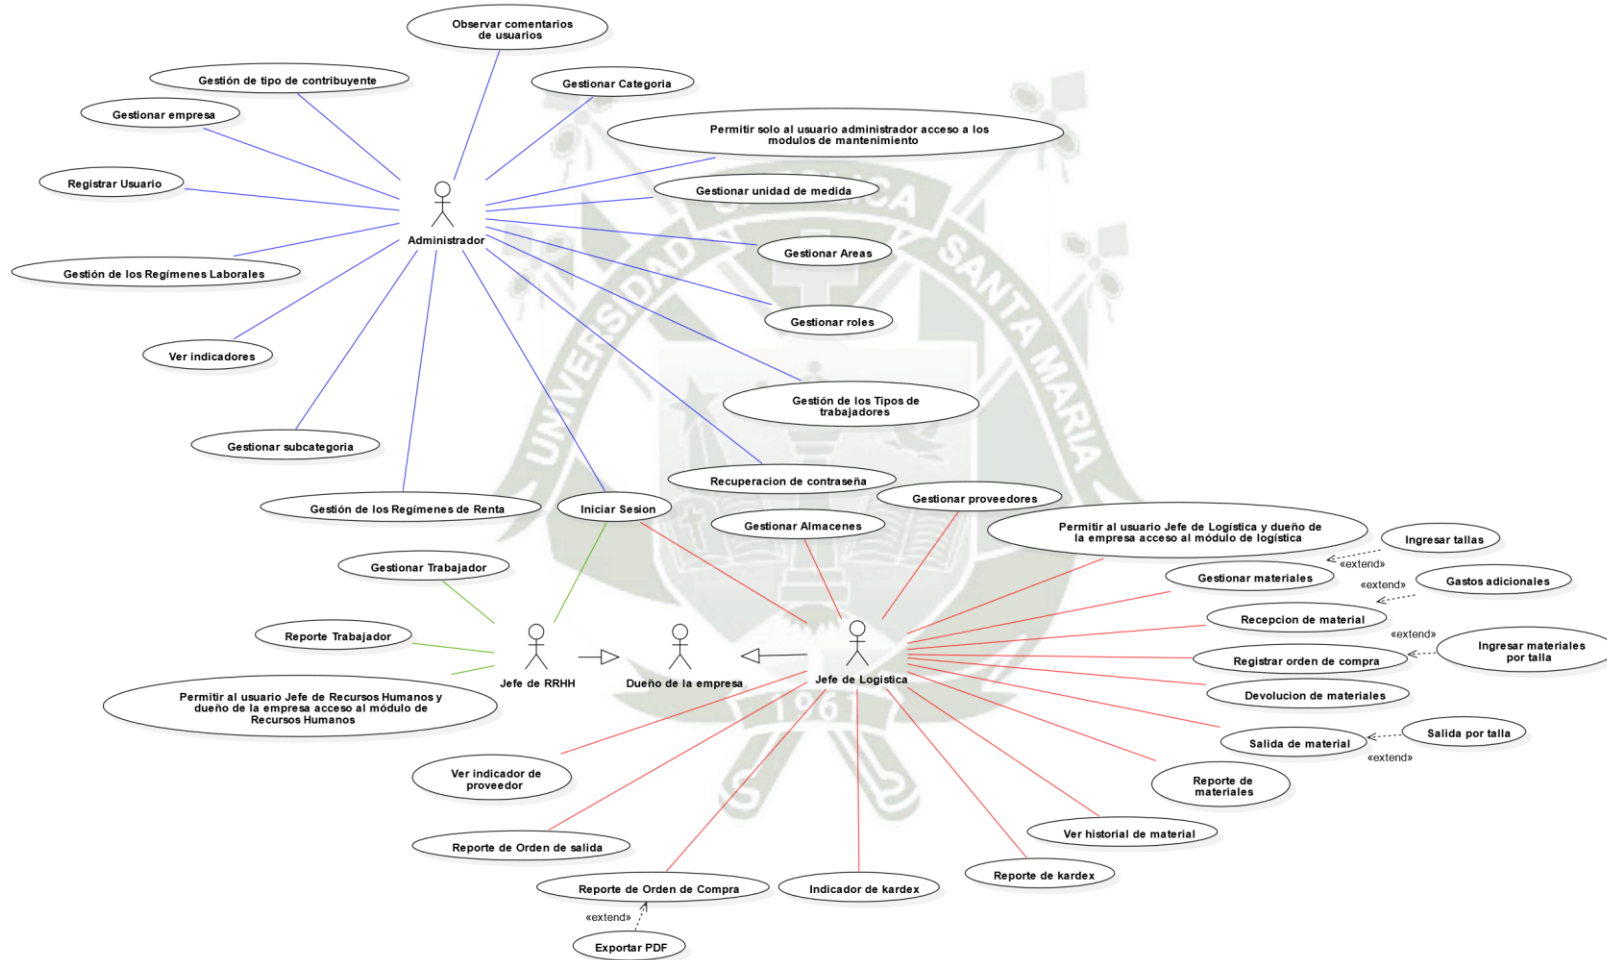 Observar comentarios
de usuarios
Gestión de tipo de contribuyente
Gestionar Categoria
Gestionar empresa
Permitir solo al usuario administrador acceso a los
modulos de mantenimiento
Registrar Usuario
Gestionar unidad de medida
Administrador
Gestionar Areas
Gestión de los Regímenes Laborales
Gestionar roles
Ver indicadores
Gestión de los Tipos de
trabajadores
Gestionar subcategoria
Recuperacion de contraseña
Gestión de los Regímenes de Renta
Iniciar Sesion
Gestionar proveedores
Gestionar Almacenes
Permitir al usuario Jefe de Logística y dueño de
la empresa acceso al módulo de logística
Ingresar tallas
«extend»
Gestionar Trabajador
Gestionar materiales
«extend»
Gastos adicionales
Recepcion de material
Reporte Trabajador
«extend»
Ingresar materiales
por talla
Registrar orden de compra
Jefe de RRHH
Dueño de la empresa
Jefe de Logistica
Devolucion de materiales
Permitir al usuario Jefe de Recursos Humanos y
dueño de la empresa acceso al módulo de
Recursos Humanos
Salida por talla
Salida de material
«extend»
Ver indicador de
proveedor
Reporte de
materiales
Ver historial de material
Reporte de Orden de salida
Reporte de kardex
Reporte de Orden de Compra
Indicador de kardex
«extend»
Exportar PDF
UNIVERSIDAD CATOLICA SANTA MARIA
1961